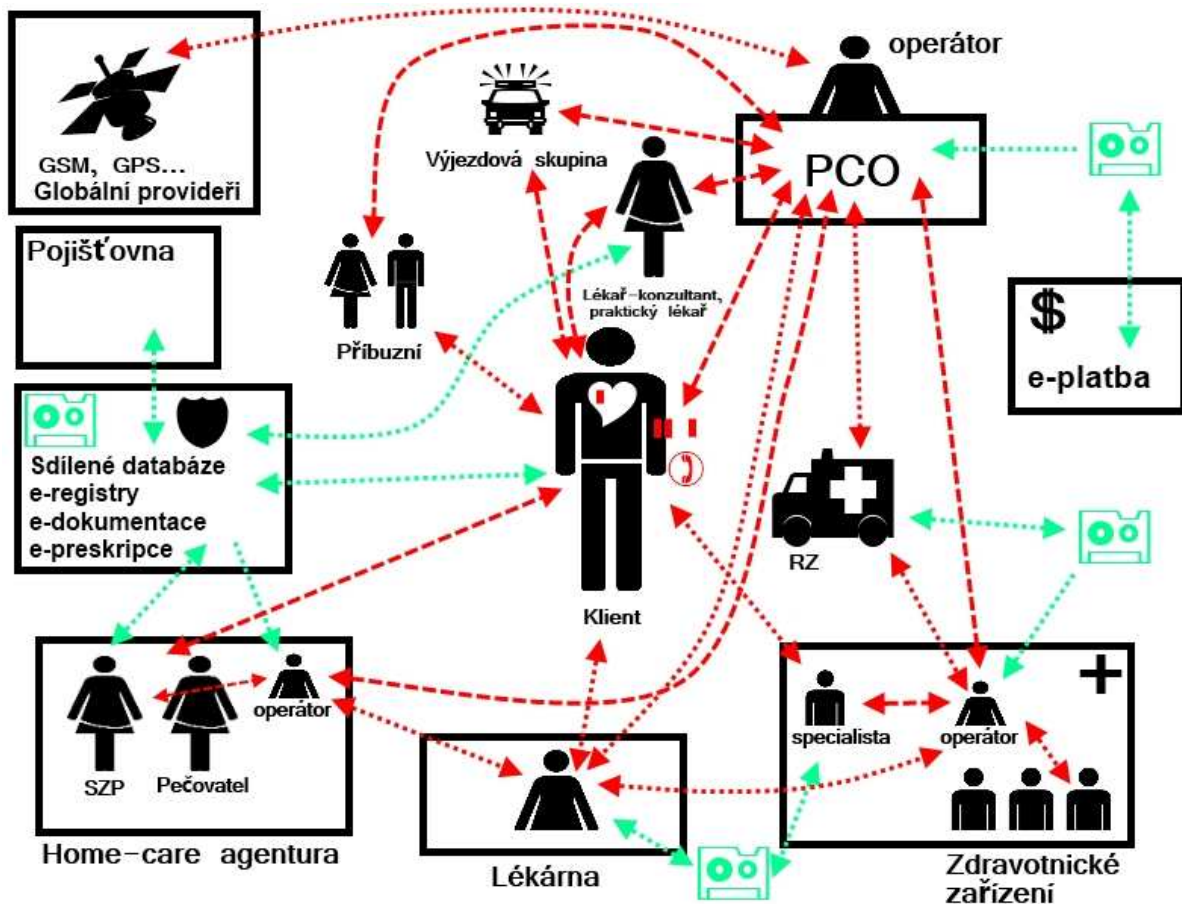 operátor
GSM, GPS...
Globální provideři
Výjezdová skupina
PCO
Pojišťovna
Lékař-konzultant,
praktický lékař
$
Příbuzní
e-platba
Sdílené databáze
e-registry
e-dokumentace
e-preskripce
RZ
Klient
operátor
SZP
Pečovatel
specialista
operátor
Home-care agentura
Lékárna
Zdravotnické
zařízení